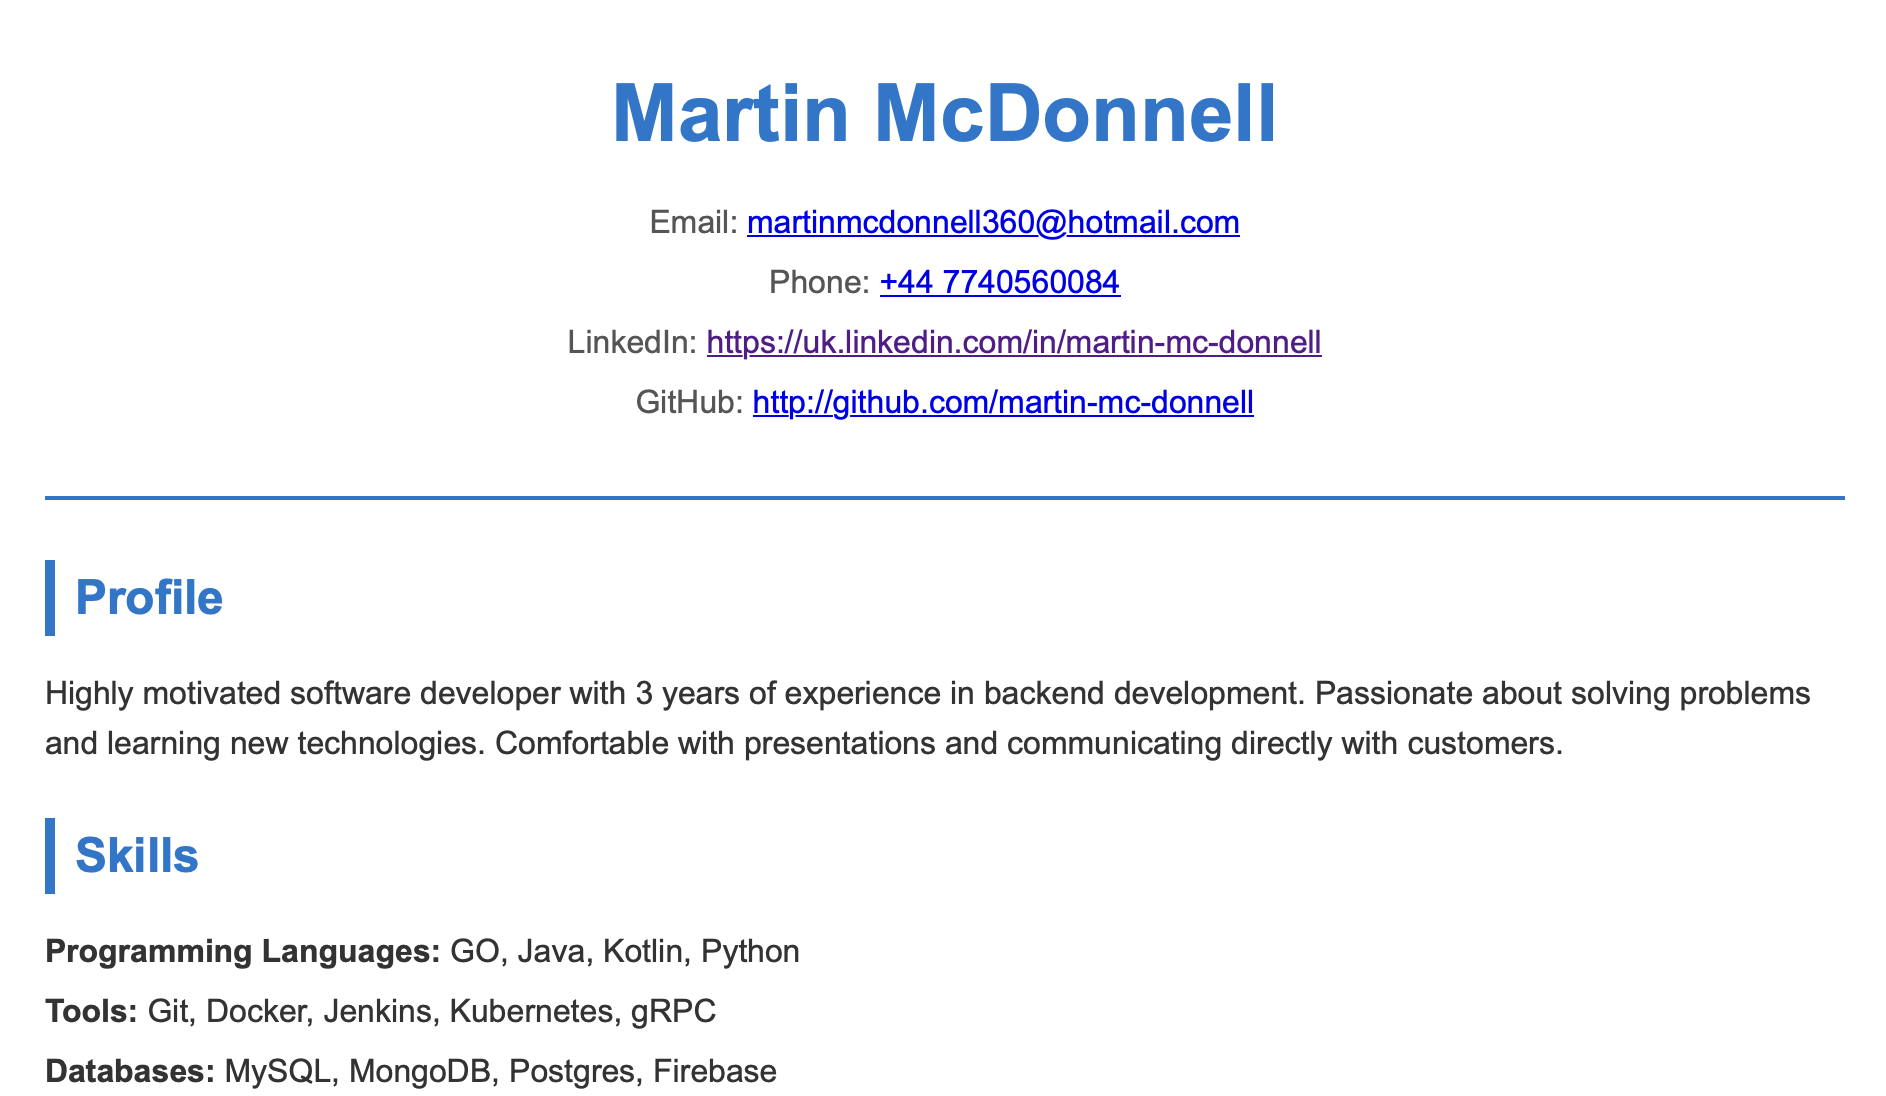 Martin McDonnell
Email: martinmcdonnell360@hotmail.com
Phone: +44 7740560084
LinkedIn: https://uk.linkedin.com/in/martin-mc-donnell
GitHub: http://github.com/martin-mc-donnell
Profile
Highly motivated software developer with 3 years of experience in backend development. Passionate about solving problems
and learning new technologies. Comfortable with presentations and communicating directly with customers.
Skills
Programming Languages: GO, Java, Kotlin, Python
Tools: Git, Docker, Jenkins, Kubernetes, gRPC
Databases: MySQL, MongoDB, Postgres, Firebase